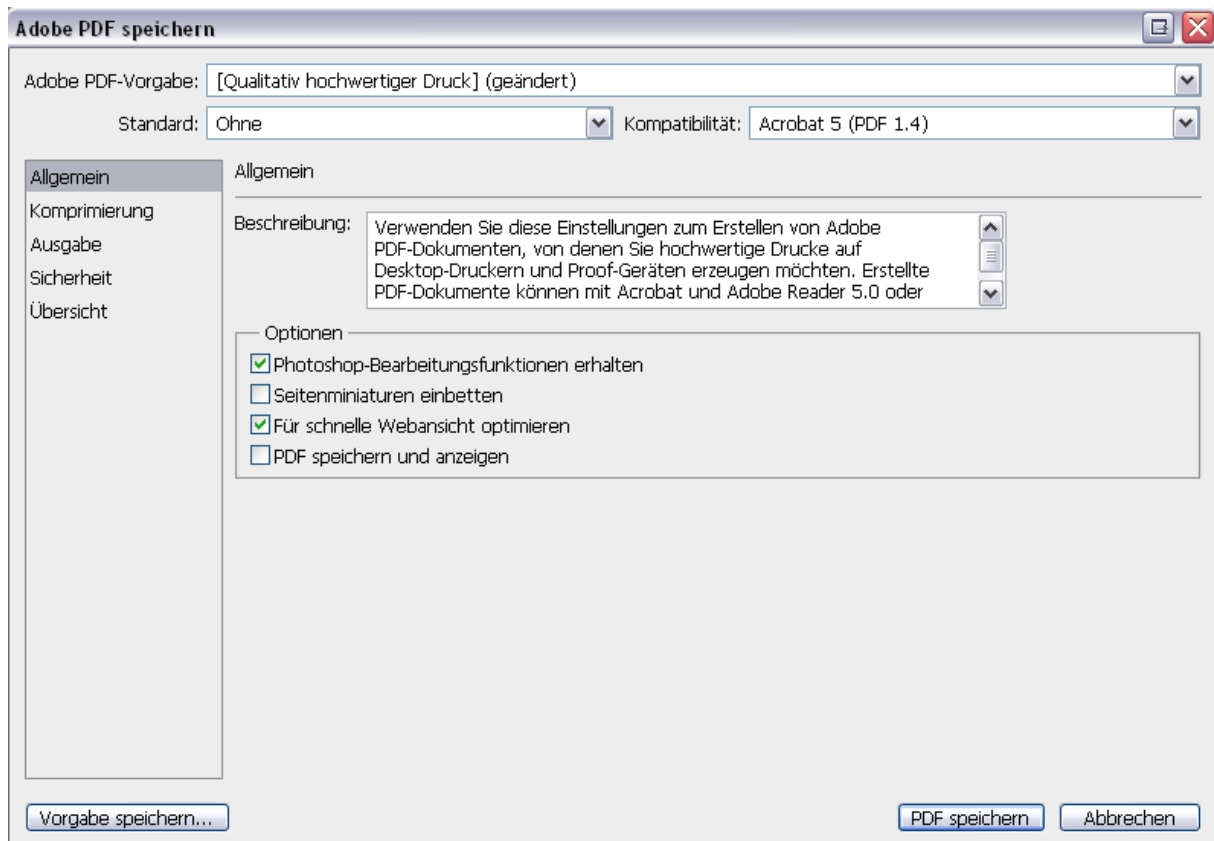 Adobe PDF speichern
Adobe PDF-Vorgabe: [Qualitativ hochwertiger Druck] (geändert)
Standard: Ohne Kompatibilität: Acrobat 5 (PDF 1.4)
Allgemein
Komprimierung
Ausgabe
Sicherheit
Übersicht
Allgemein
Beschreibung: Verwenden Sie diese Einstellungen zum Erstellen von Adobe
PDF-Dokumenten, von denen Sie hochwertige Drucke auf
Desktop-Druckern und Proof-Geräten erzeugen möchten. Erstellte
PDF-Dokumente können mit Acrobat und Adobe Reader 5.0 oder
Optionen
Photoshop-Bearbeitungsfunktionen erhalten
Seitenminiaturen einbetten
Für schnelle Webansicht optimieren
PDF speichern und anzeigen
Vorgabe speichern... PDF speichern Abbrechen